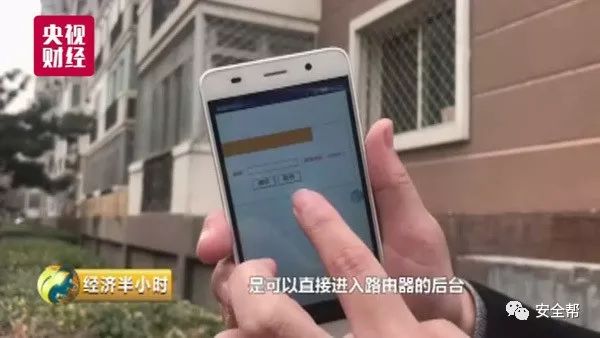 央视
财经
经济半小时
是可以直接进入路由器的后台
安全帮